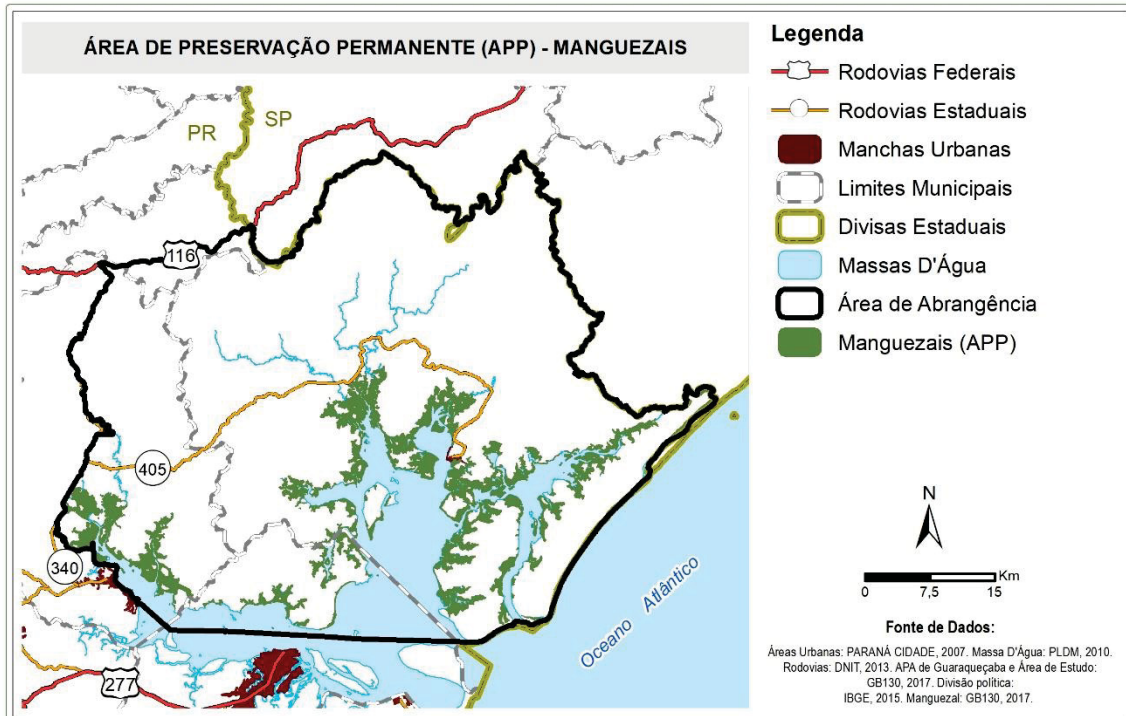 ÁREA DE PRESERVAÇÃO PERMANENTE (APP) - MANGUEZAIS
PR
SP
116
405
340
277
Oceano Atlântico
Legenda
Rodovias Federais
Rodovias Estaduais
Manchas Urbanas
Limites Municipais
Divisas Estaduais
Massas D'Água
Área de Abrangência
Manguezais (APP)
N
Km
0 7,5 15
Fonte de Dados:
Áreas Urbanas: PARANÁ CIDADE, 2007. Massa D'Água: PLDM, 2010.
Rodovias: DNIT, 2013. APA de Guaraqueçaba e Área de Estudo:
GB130, 2017. Divisão política:
IBGE, 2015. Manguezal: GB130, 2017.